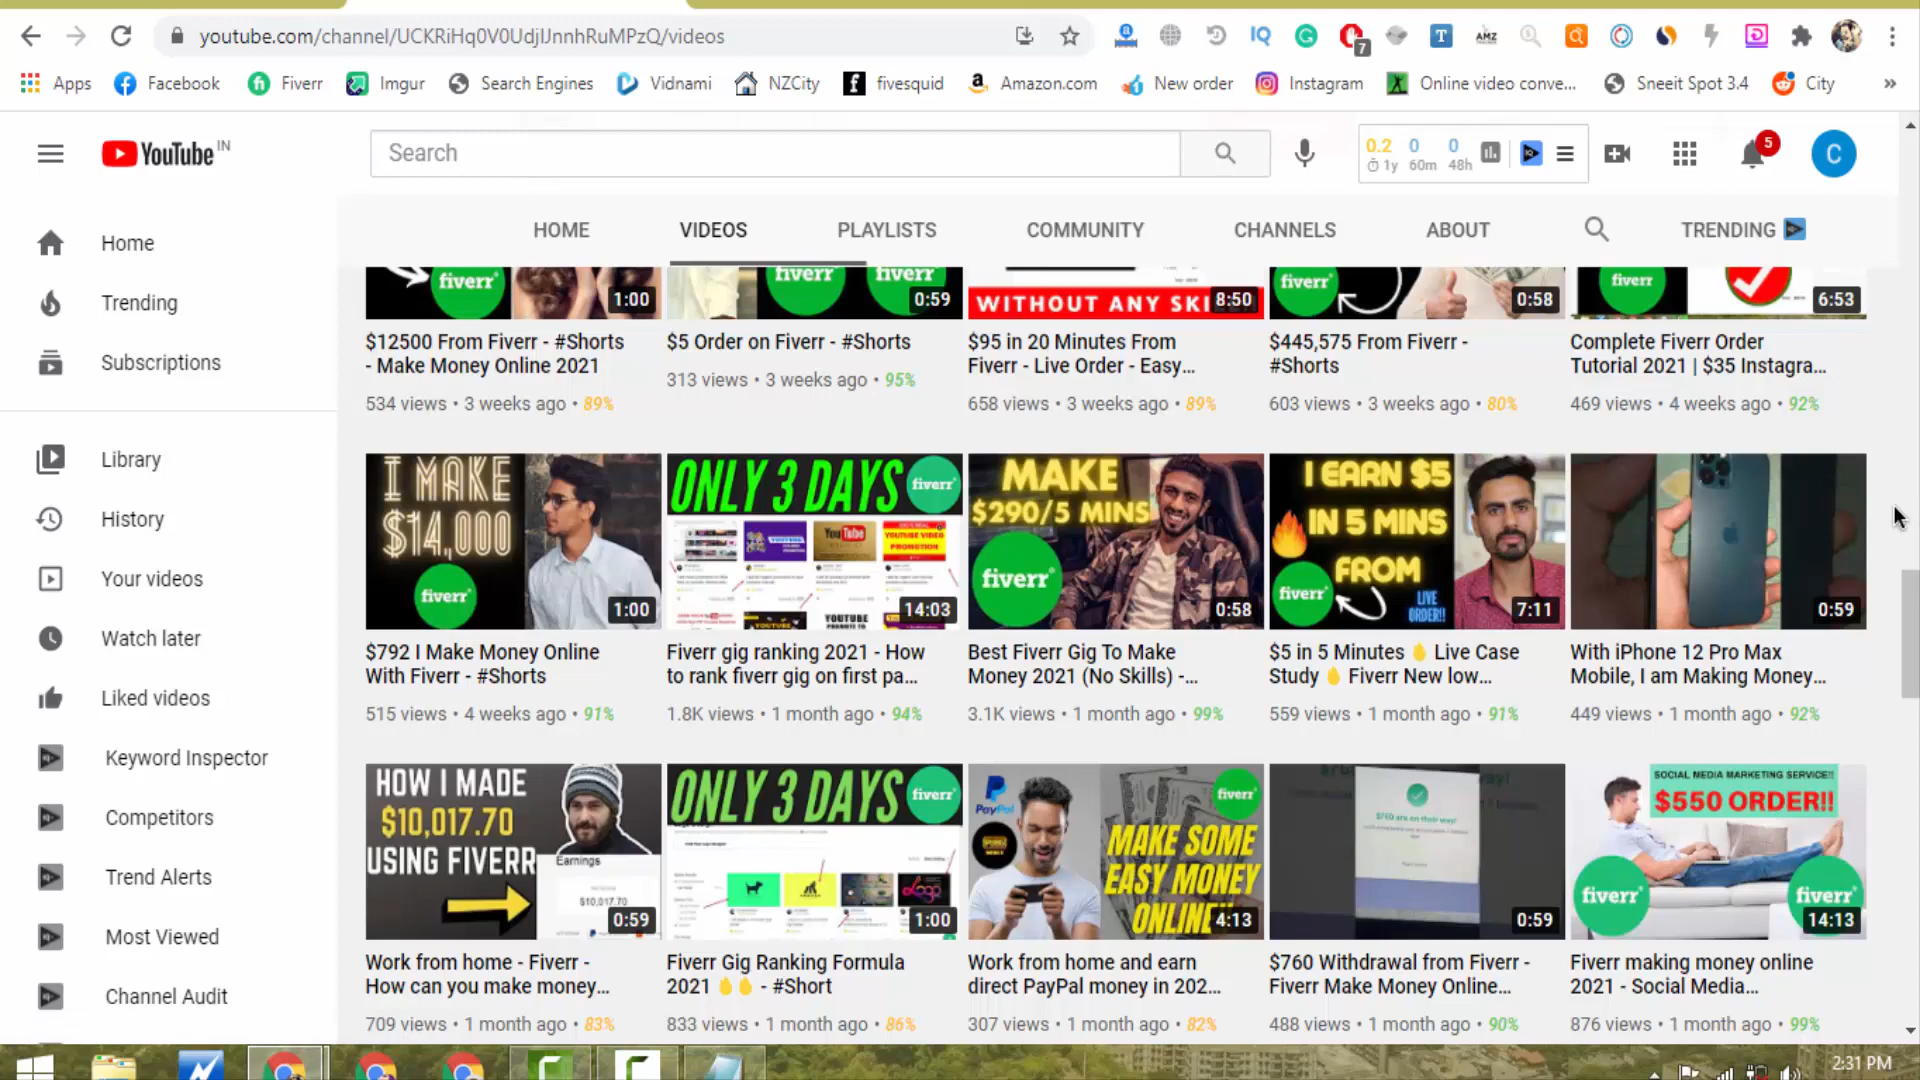 youtube.com/channel/UCKRiHq0V0UdjIJnnhRuMPzQ/videos
7
Apps
Facebook
Fiverr
Imgur
Search Engines
Vidnami
NZCity
fivesquid
Amazon.com
New order
Instagram
Online video conve...
Sneeit Spot 3.4
City
»
YouTube IN
Search
0.2 0 0
1y 60m 48h
5
C
HOME
VIDEOS
PLAYLISTS
COMMUNITY
CHANNELS
ABOUT
TRENDING
Home
Trending
Subscriptions
Library
History
Your videos
Watch later
Liked videos
Keyword Inspector
Competitors
Trend Alerts
Most Viewed
Channel Audit
fiverr
1:00
$12500 From Fiverr - #Shorts
- Make Money Online 2021
534 views • 3 weeks ago • 89%
fiverr fiverr
0:59
$5 Order on Fiverr - #Shorts
313 views • 3 weeks ago • 95%
WITHOUT ANY SKI
8:50
$95 in 20 Minutes From
Fiverr - Live Order - Easy...
658 views • 3 weeks ago • 89%
fiverr
0:58
$445,575 From Fiverr -
#Shorts
603 views • 3 weeks ago • 80%
fiverr
6:53
Complete Fiverr Order
Tutorial 2021 | $35 Instagra...
469 views • 4 weeks ago • 92%
I MAKE
$14,000
fiverr
1:00
$792 I Make Money Online
With Fiverr - #Shorts
515 views • 4 weeks ago • 91%
ONLY 3 DAYS
fiverr
14:03
Fiverr gig ranking 2021 - How
to rank fiverr gig on first pa...
1.8K views • 1 month ago • 94%
MAKE
$290/5 MINS
fiverr
0:58
Best Fiverr Gig To Make
Money 2021 (No Skills) -...
3.1K views • 1 month ago • 99%
I EARN $5
IN 5 MINS
FROM
fiverr
LIVE
ORDER!!
7:11
$5 in 5 Minutes 🔥 Live Case
Study 🔥 Fiverr New low...
559 views • 1 month ago • 91%
0:59
With iPhone 12 Pro Max
Mobile, I am Making Money...
449 views • 1 month ago • 92%
HOW I MADE
$10,017.70
USING FIVERR
Earnings
$10,017.70
0:59
Work from home - Fiverr -
How can you make money...
709 views • 1 month ago • 83%
ONLY 3 DAYS
fiverr
1:00
Fiverr Gig Ranking Formula
2021 🔥🔥 - #Short
833 views • 1 month ago • 86%
PayPal
fiverr
MAKE SOME
EASY MONEY
ONLINE
4:13
Work from home and earn
direct PayPal money in 202...
307 views • 1 month ago • 82%
$760 are on their way!
0:59
$760 Withdrawal from Fiverr -
Fiverr Make Money Online...
488 views • 1 month ago • 90%
SOCIAL MEDIA MARKETING SERVICE!!
$550 ORDER!!
fiverr
fiverr
14:13
Fiverr making money online
2021 - Social Media...
876 views • 1 month ago • 99%
2:31 PM